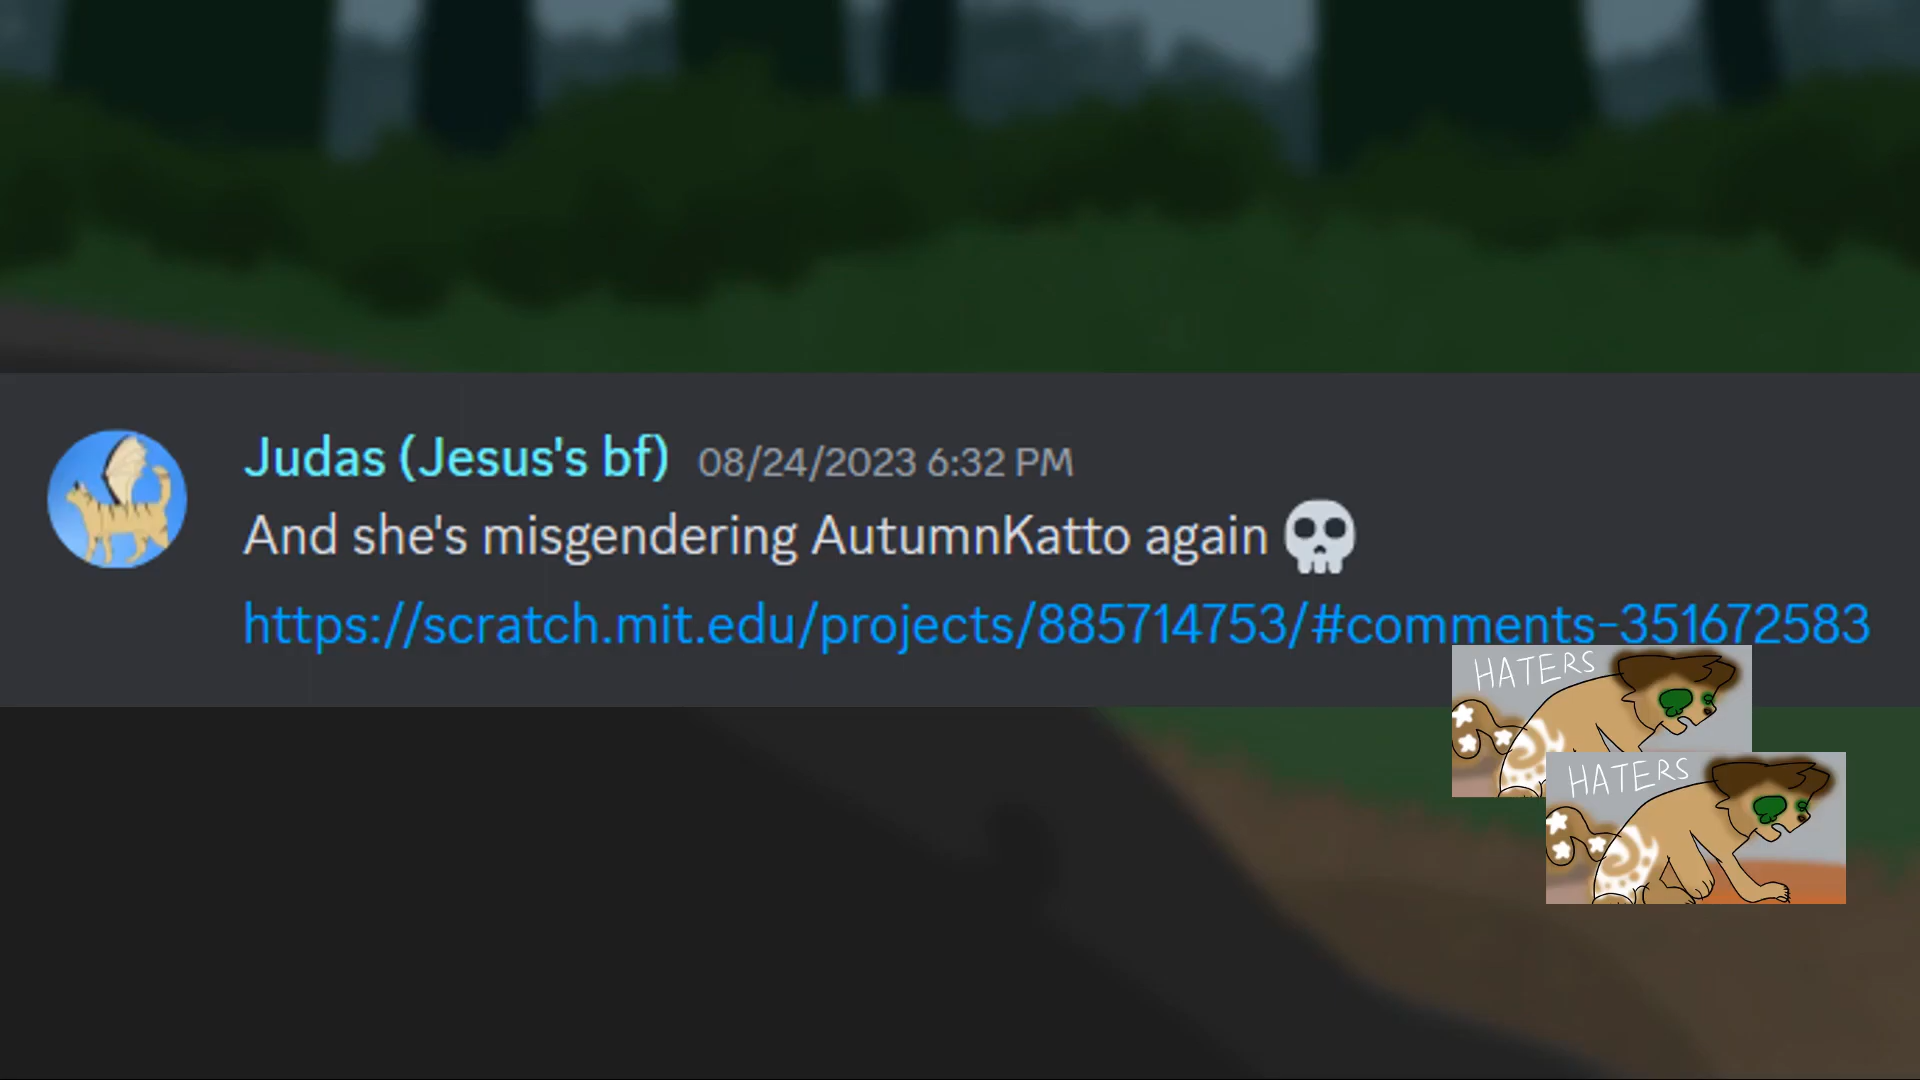 Judas (Jesus's bf) 08/24/2023 6:32 PM
And she's misgendering AutumnKatto again 💀
https://scratch.mit.edu/projects/885714753/#comments-351672583
HATERS
HATERS